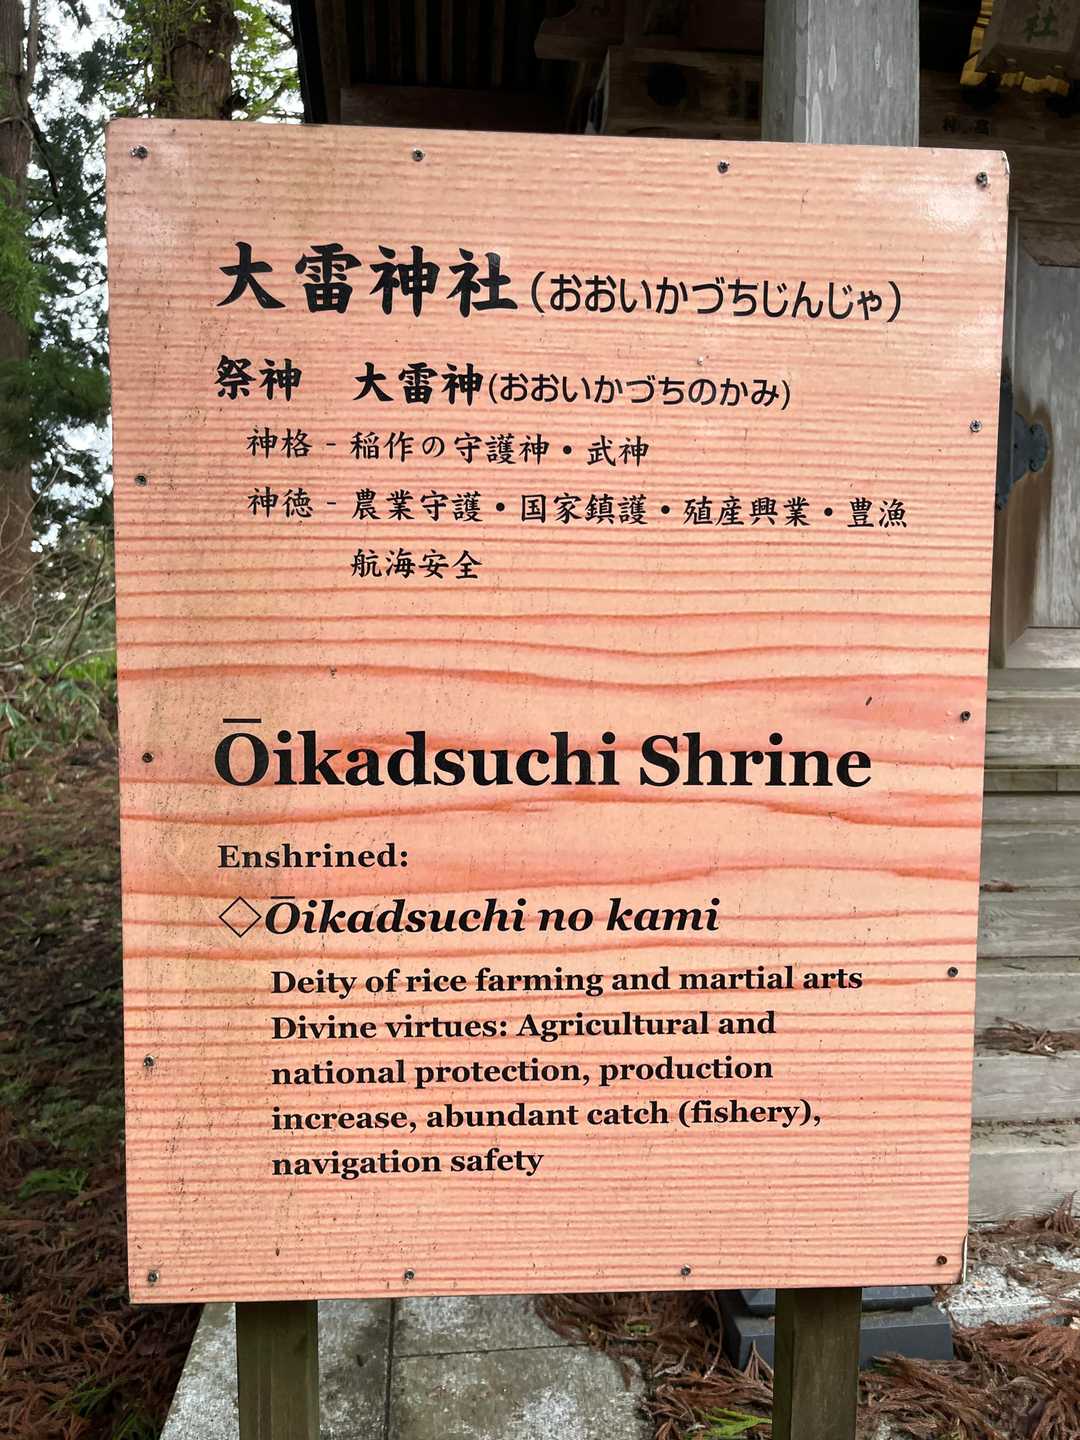 大雷神社(おおいかづちじんじゃ)
祭神 大雷神(おおいかづちのかみ)
神格 - 稲作の守護神・武神
神徳 - 農業守護・国家鎮護・殖産興業・豊漁
航海安全
Ōikadsuchi Shrine
Enshrined:
◇Ōikadsuchi no kami
Deity of rice farming and martial arts
Divine virtues: Agricultural and
national protection, production
increase, abundant catch (fishery),
navigation safety
社